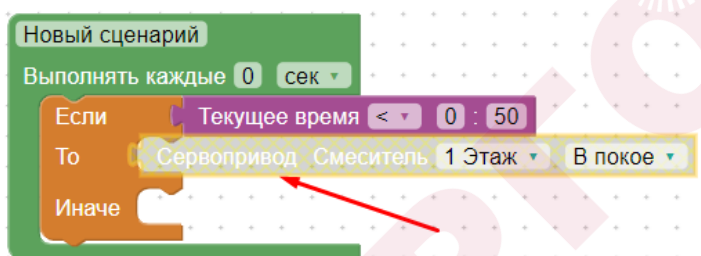 Новый сценарий
Выполнять каждые 0 сек
Если Текущее время < 0 : 50
То Сервопривод Смеситель 1 Этаж В покое
Иначе